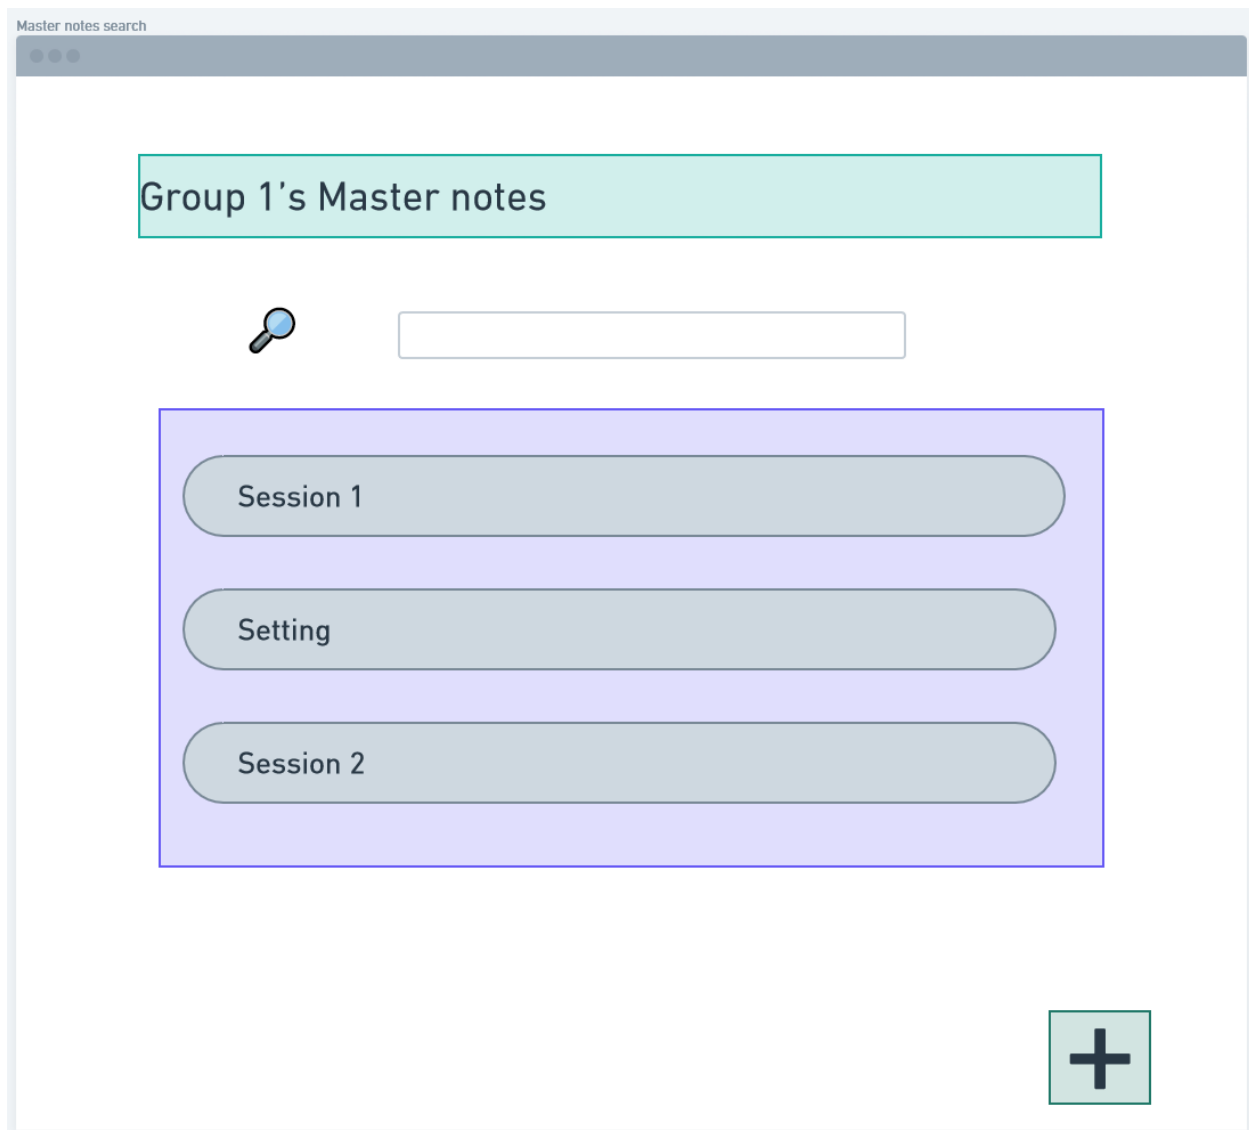 Master notes search
Group 1’s Master notes
Session 1
Setting
Session 2